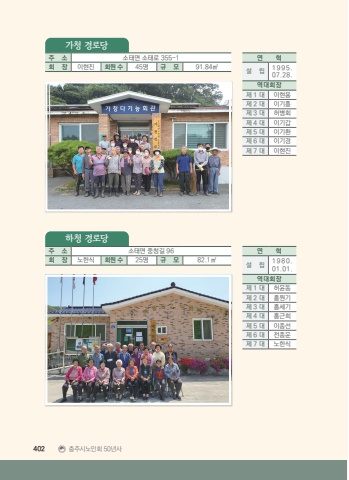 가청 경로당
주 소 소태면 소태로 355-1
회 장 이현진 회원수 45명 규 모 91.84㎡
연 혁
설 립 1995. 07.28.
역대회장
제1대 이현용
제2대 이기흥
제3대 허병회
제4대 이기갑
제5대 이기환
제6대 이기경
제7대 이현진
가청다기능회관
하청 경로당
주 소 소태면 중청길 96
회 장 노한식 회원수 25명 규 모 82.1㎡
연 혁
설 립 1980. 01.01.
역대회장
제1대 허윤동
제2대 홍원기
제3대 홍세기
제4대 홍근회
제5대 이종선
제6대 전종운
제7대 노한식
402 충주시노인회 50년사